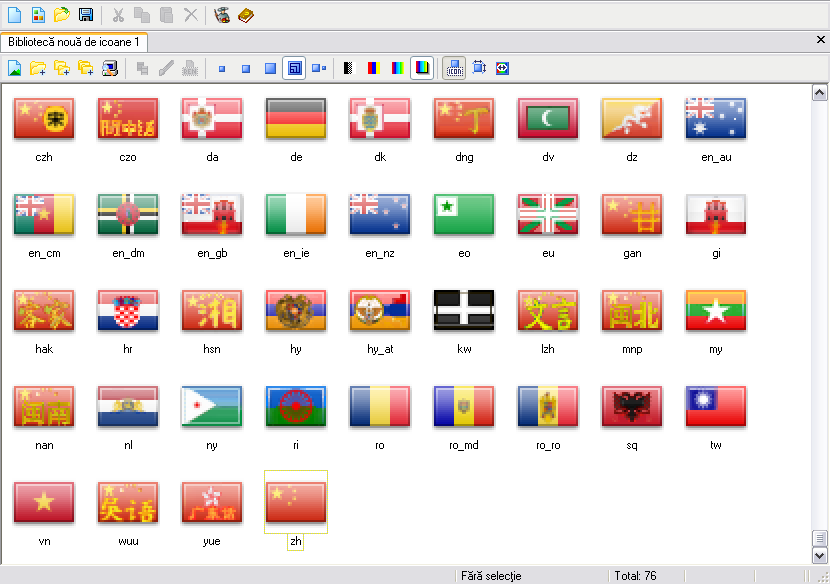 Bibliotecă nouă de icoane 1
czh czo da de dk dng dv dz en_au
en_cm en_dm en_gb en_ie en_nz eo eu gan gi
hak hr hsn hy hy_at kw lzh mnp my
nan nl ny ri ro ro_md ro_ro sq tw
vn wuu yue zh
Fără selecție Total: 76